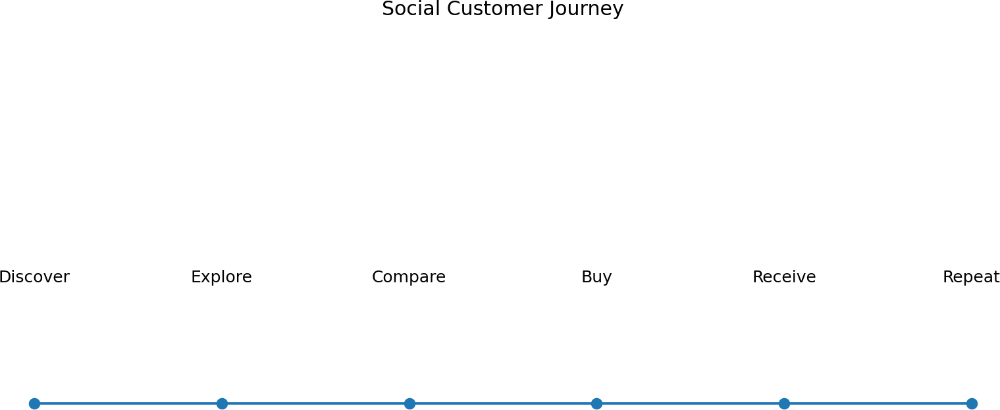 Social Customer Journey
Discover Explore Compare Buy Receive Repeat